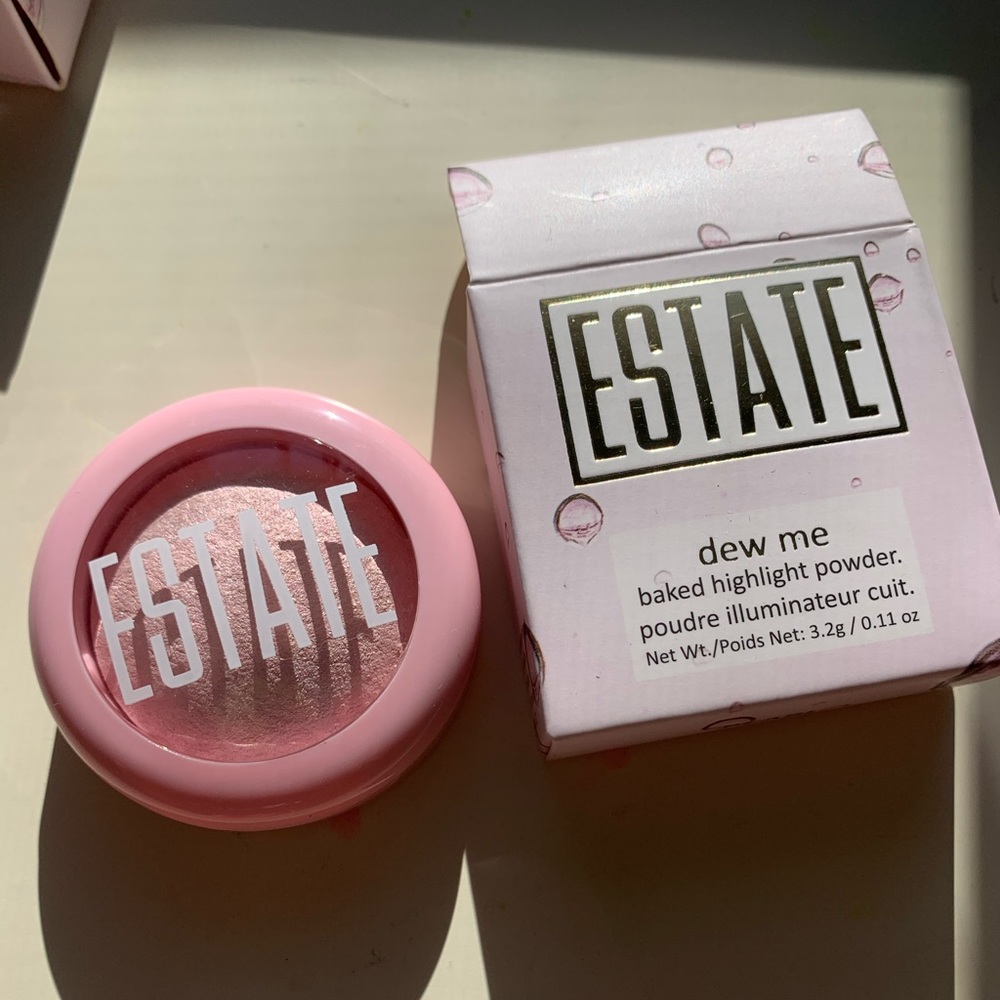 ESTATE
ESTATE
dew me
baked highlight powder.
poudre illuminateur cuit.
Net Wt./Poids Net: 3.2g / 0.11 oz